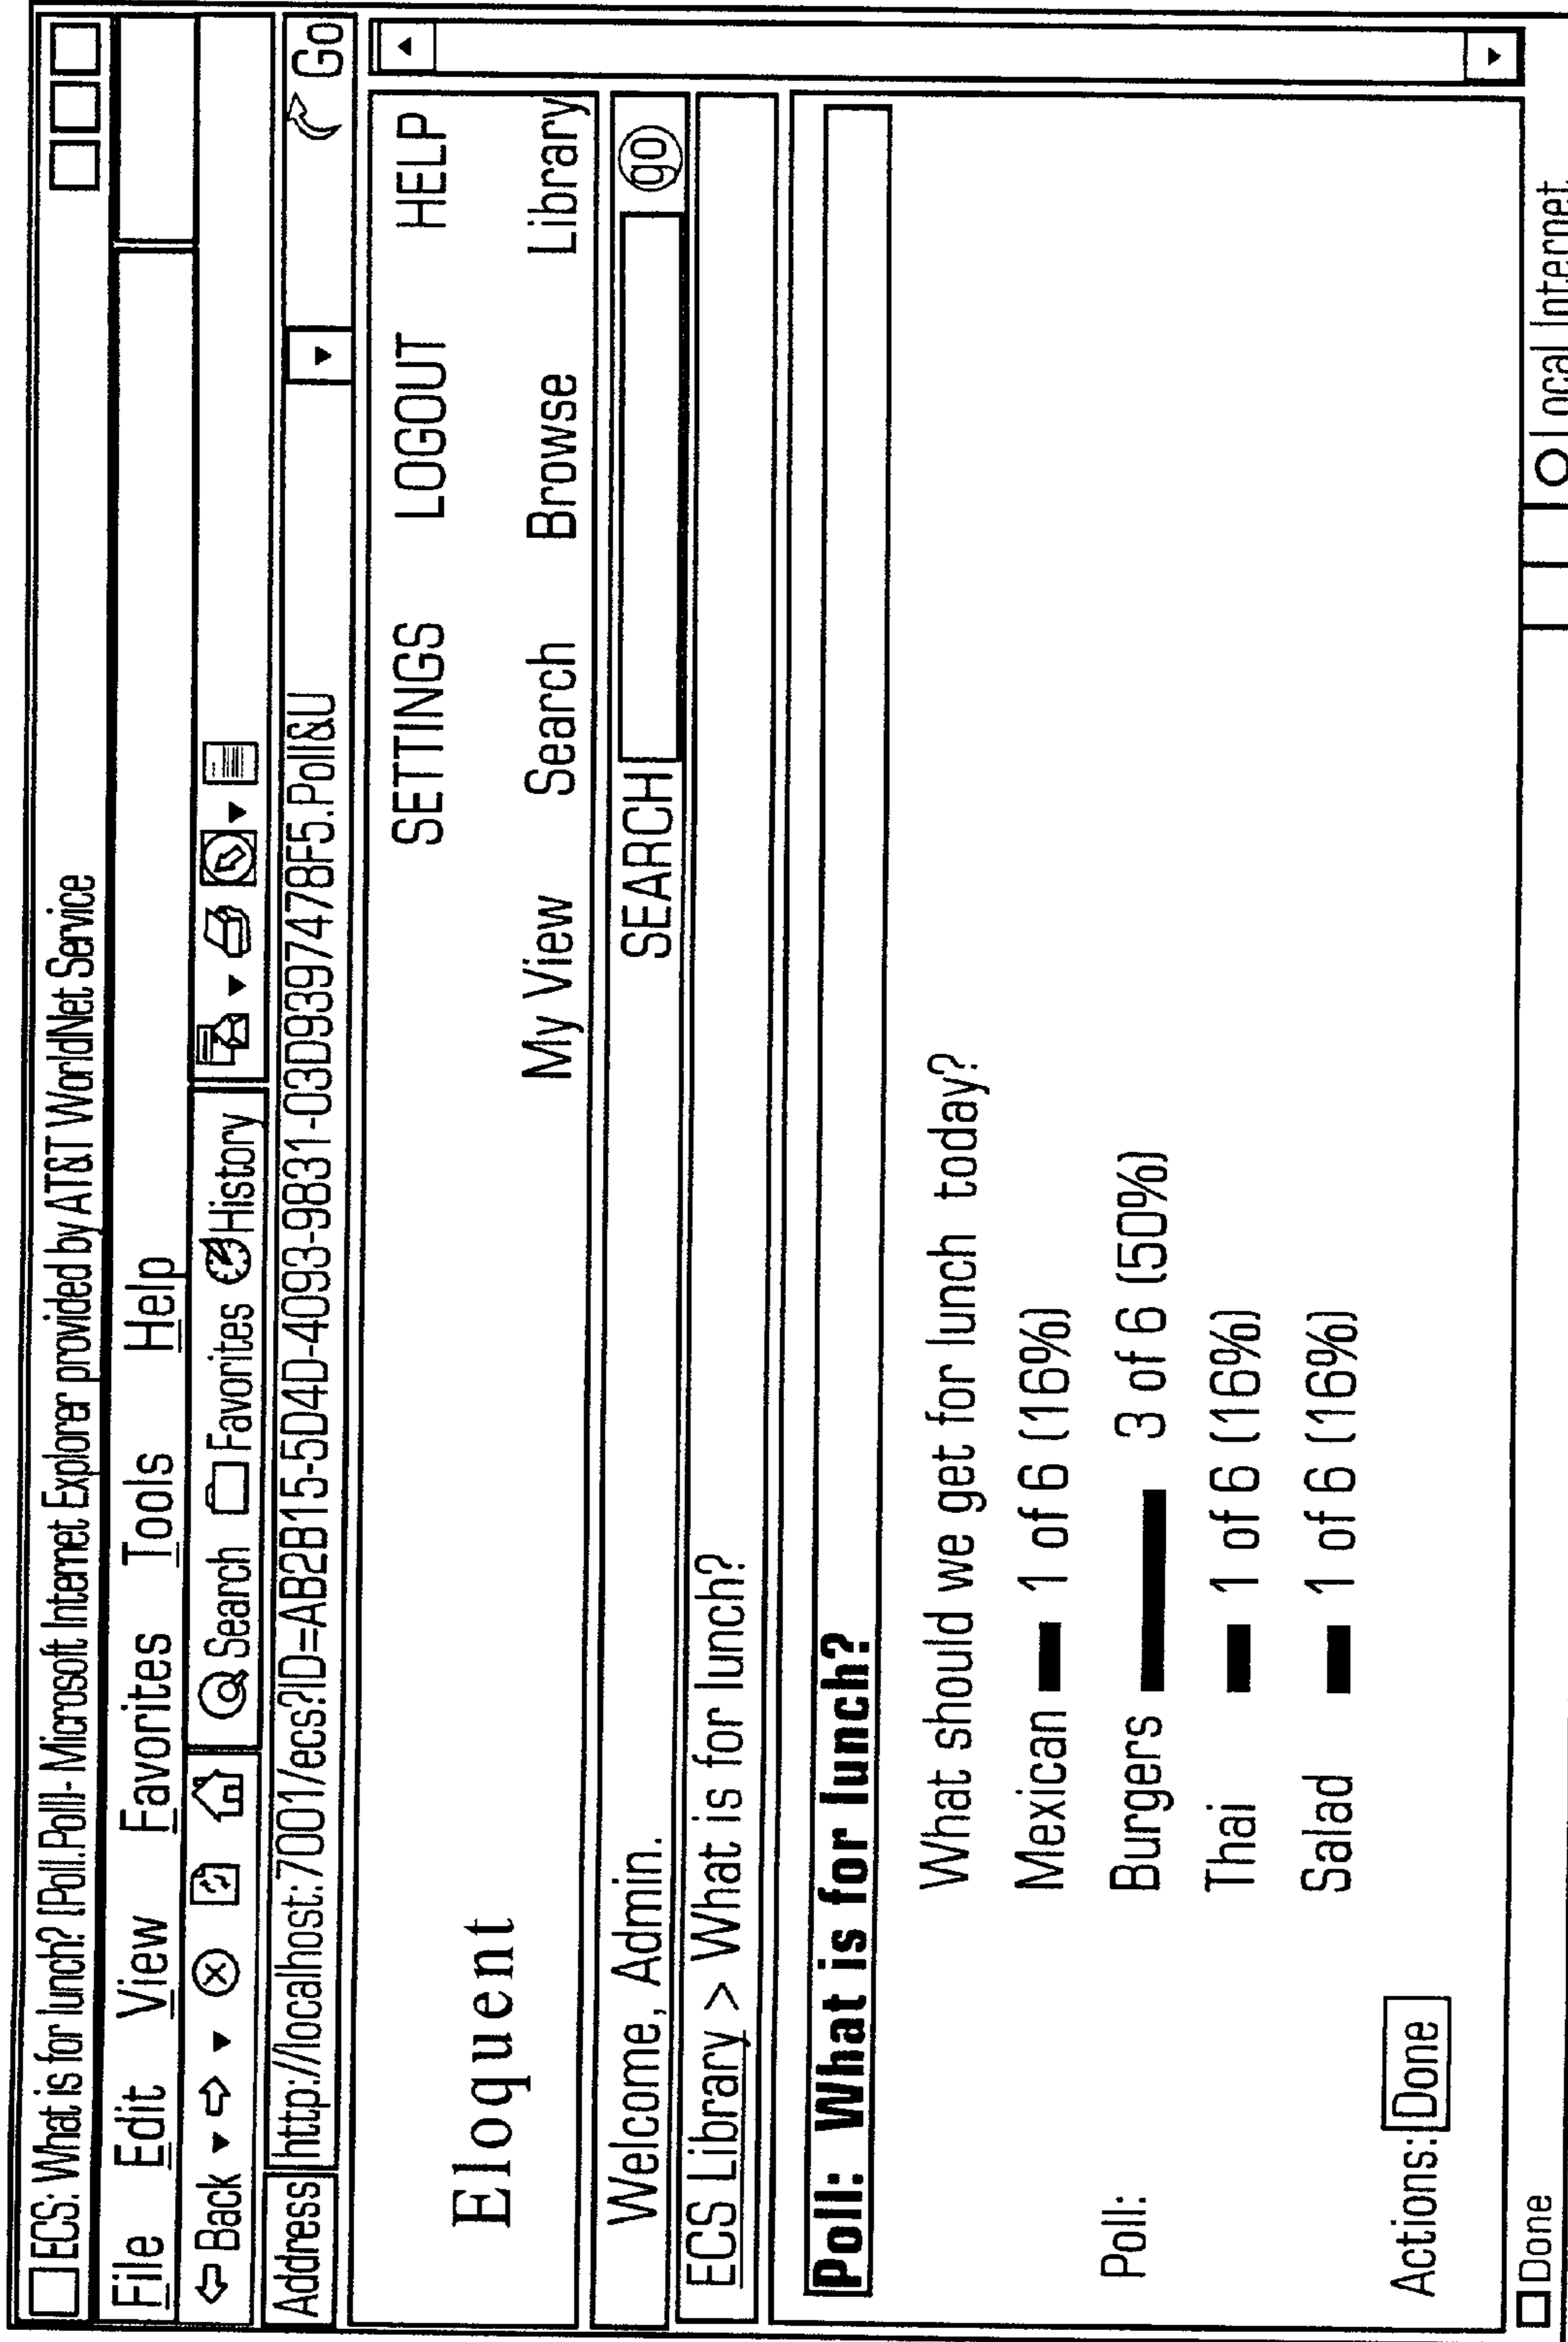 ECS: What is for lunch? [Poll.Poll]- Microsoft Internet Explorer provided by AT&T WorldNet Service
File Edit View Favorites Tools Help
Back Search Favorites History
Address http://localhost:7001/ecs?ID=AB2B15-5D4D-4093-9831-03D9397478F5.Poll&U Go
SETTINGS LOGOUT HELP
Eloquent
My View Search Browse Library
Welcome, Admin. SEARCH go
ECS Library > What is for lunch?
Poll: What is for lunch?
What should we get for lunch today?
Mexican 1 of 6 (16%)
Poll: Burgers 3 of 6 (50%)
Thai 1 of 6 (16%)
Salad 1 of 6 (16%)
Actions: Done
Done Local Internet